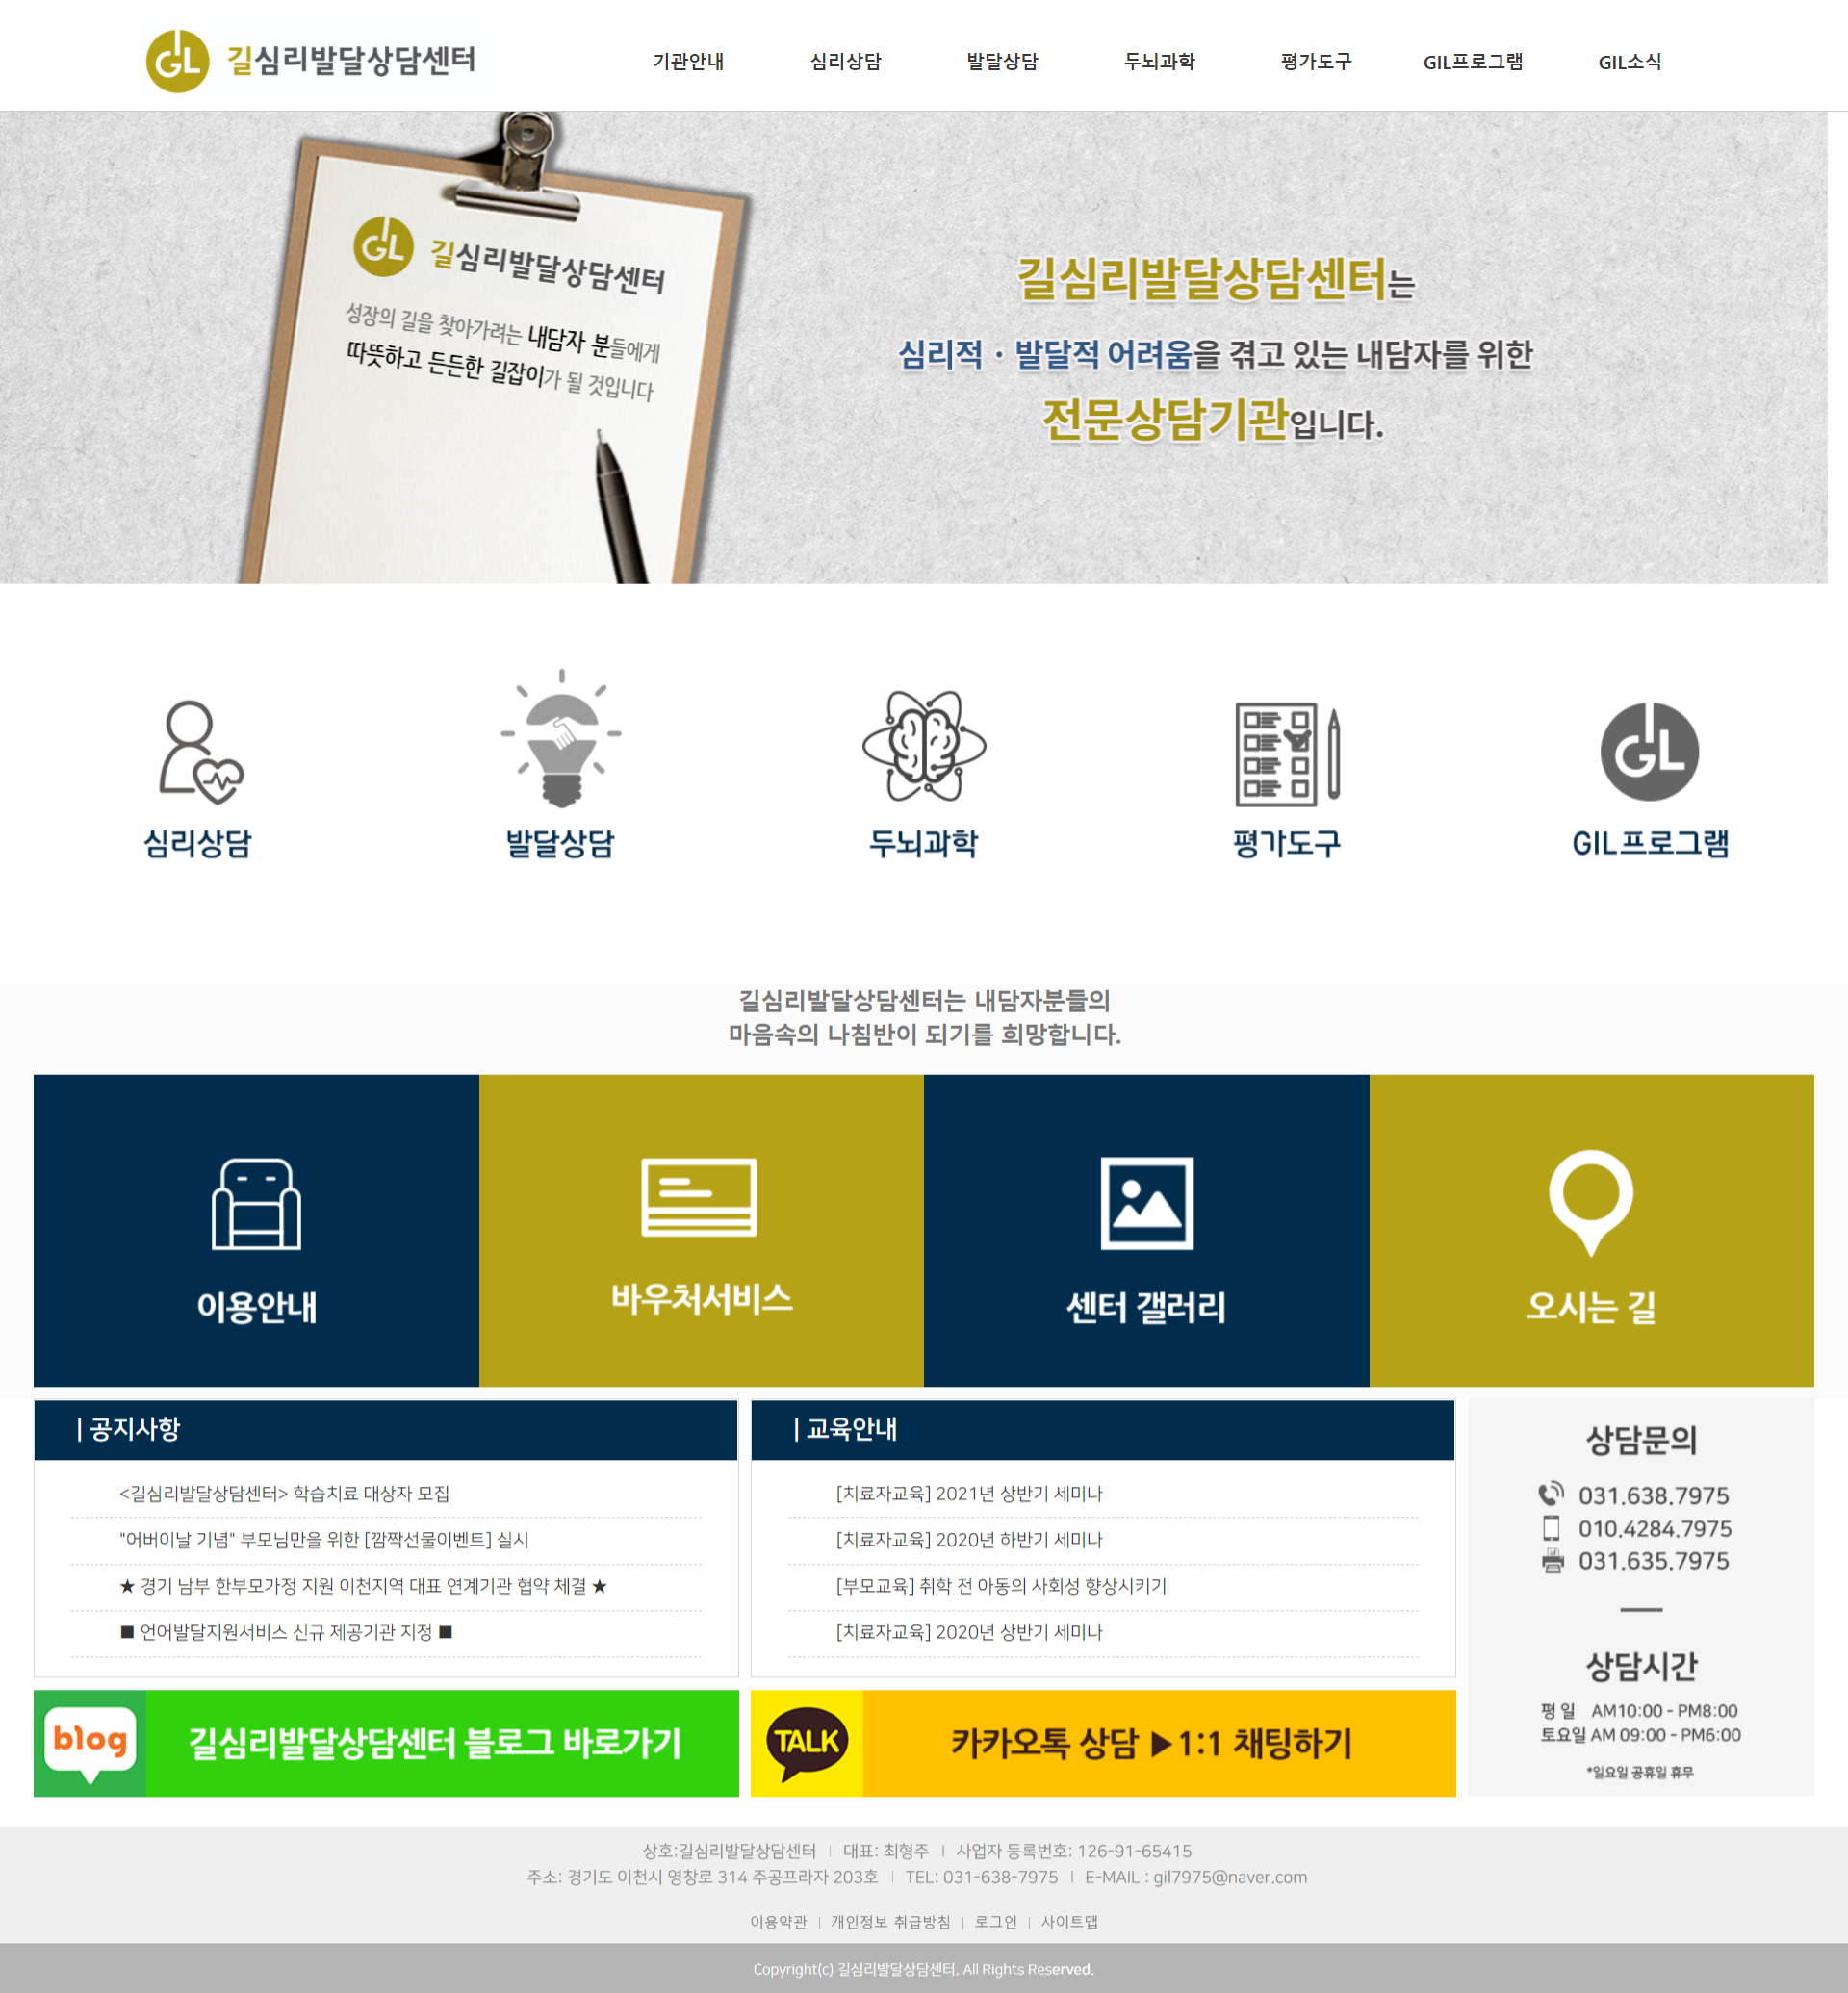 GIL 길심리발달상담센터
기관안내 심리상담 발달상담 두뇌과학 평가도구 GIL프로그램 GIL소식
GIL 길심리발달상담센터
성장의 길을 찾아가려는 내담자 분들에게
따뜻하고 든든한 길잡이가 될 것입니다
길심리발달상담센터는
심리적 · 발달적 어려움을 겪고 있는 내담자를 위한
전문상담기관입니다.
GIL
심리상담 발달상담 두뇌과학 평가도구 GIL프로그램
길심리발달상담센터는 내담자분들의
마음속의 나침반이 되기를 희망합니다.
이용안내 바우처서비스 센터 갤러리 오시는 길
| 공지사항
<길심리발달상담센터> 학습치료 대상자 모집
"어버이날 기념" 부모님만을 위한 [깜짝선물이벤트] 실시
★ 경기 남부 한부모가정 지원 이천지역 대표 연계기관 협약 체결 ★
■ 언어발달지원서비스 신규 제공기관 지정 ■
| 교육안내
[치료자교육] 2021년 상반기 세미나
[치료자교육] 2020년 하반기 세미나
[부모교육] 취학 전 아동의 사회성 향상시키기
[치료자교육] 2020년 상반기 세미나
상담문의
031.638.7975
010.4284.7975
031.635.7975
상담시간
평 일 AM10:00 - PM8:00
토요일 AM 09:00 - PM6:00
*일요일 공휴일 휴무
blog 길심리발달상담센터 블로그 바로가기
TALK 카카오톡 상담 ▶1:1 채팅하기
상호:길심리발달상담센터 | 대표: 최형주 | 사업자 등록번호: 126-91-65415
주소: 경기도 이천시 영창로 314 주공프라자 203호 | TEL: 031-638-7975 | E-MAIL : gil7975@naver.com
이용약관 | 개인정보 취급방침 | 로그인 | 사이트맵
Copyright(c) 길심리발달상담센터. All Rights Reserved.